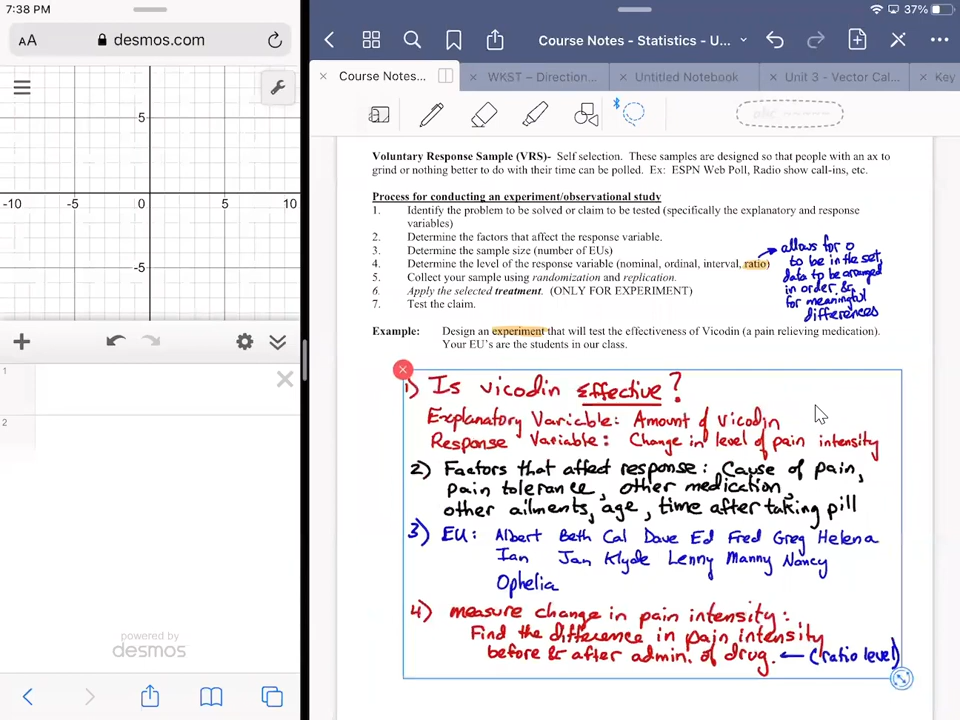 7:38 PM
37%
AA desmos.com
Course Notes - Statistics - U...
Course Notes...
WKST – Direction...
Untitled Notebook
Unit 3 - Vector Cal...
Key
5
-10 -5 0 5 10
-5
1
2
powered by
desmos
Voluntary Response Sample (VRS)- Self selection. These samples are designed so that people with an ax to
grind or nothing better to do with their time can be polled. Ex: ESPN Web Poll, Radio show call-ins, etc.
Process for conducting an experiment/observational study
1. Identify the problem to be solved or claim to be tested (specifically the explanatory and response
variables)
2. Determine the factors that affect the response variable.
3. Determine the sample size (number of EUs)
4. Determine the level of the response variable (nominal, ordinal, interval, ratio)
5. Collect your sample using randomization and replication.
6. Apply the selected treatment. (ONLY FOR EXPERIMENT)
7. Test the claim.
allows for 0
to be in the set,
data to be arranged
in order &
for meaningful
differences
Example: Design an experiment that will test the effectiveness of Vicodin (a pain relieving medication).
Your EU's are the students in our class.
1) Is vicodin effective?
Explanatory Variable: Amount of vicodin
Response Variable: Change in level of pain intensity
2) Factors that affect response: Cause of pain,
pain tolerance, other medication,
other ailments, age, time after taking pill
3) EU: Albert Beth Cal Dave Ed Fred Greg Helena
Ian Jan Klyde Lenny Manny Nancy
Ophelia
4) measure change in pain intensity:
Find the difference in pain intensity
before & after admin. of drug. ← (ratio level)